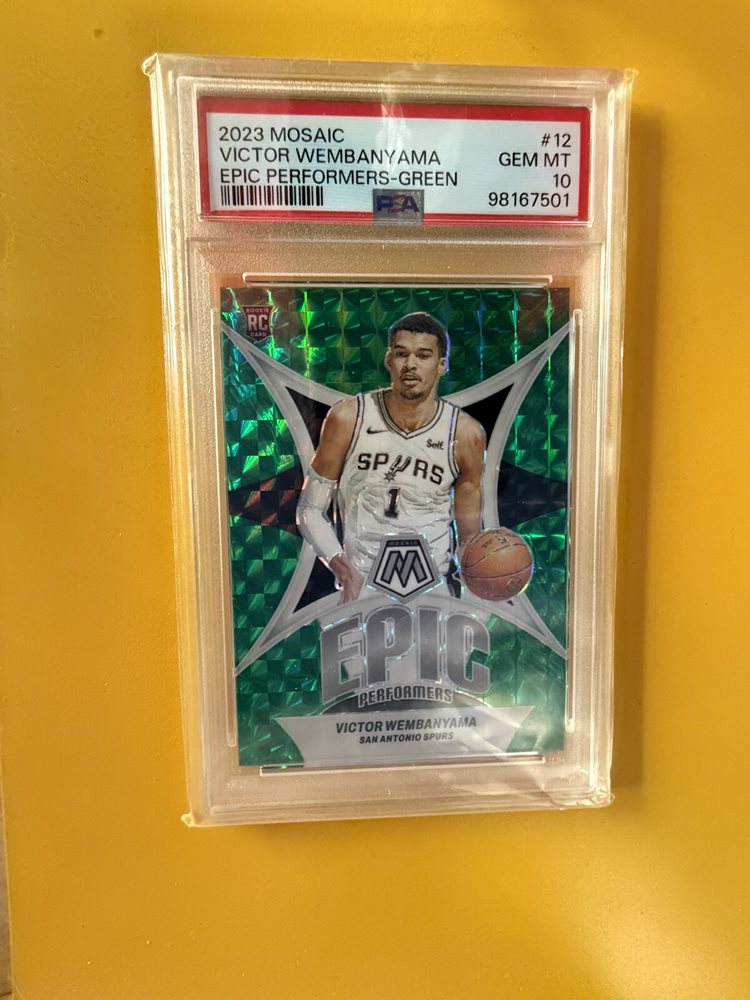 2023 MOSAIC #12
VICTOR WEMBANYAMA GEM MT
EPIC PERFORMERS-GREEN 10
PSA 98167501
ROOKIE
RC
CARD
Self.
SPURS
1
MOSAIC
M
EPIC
PERFORMERS
VICTOR WEMBANYAMA
SAN ANTONIO SPURS